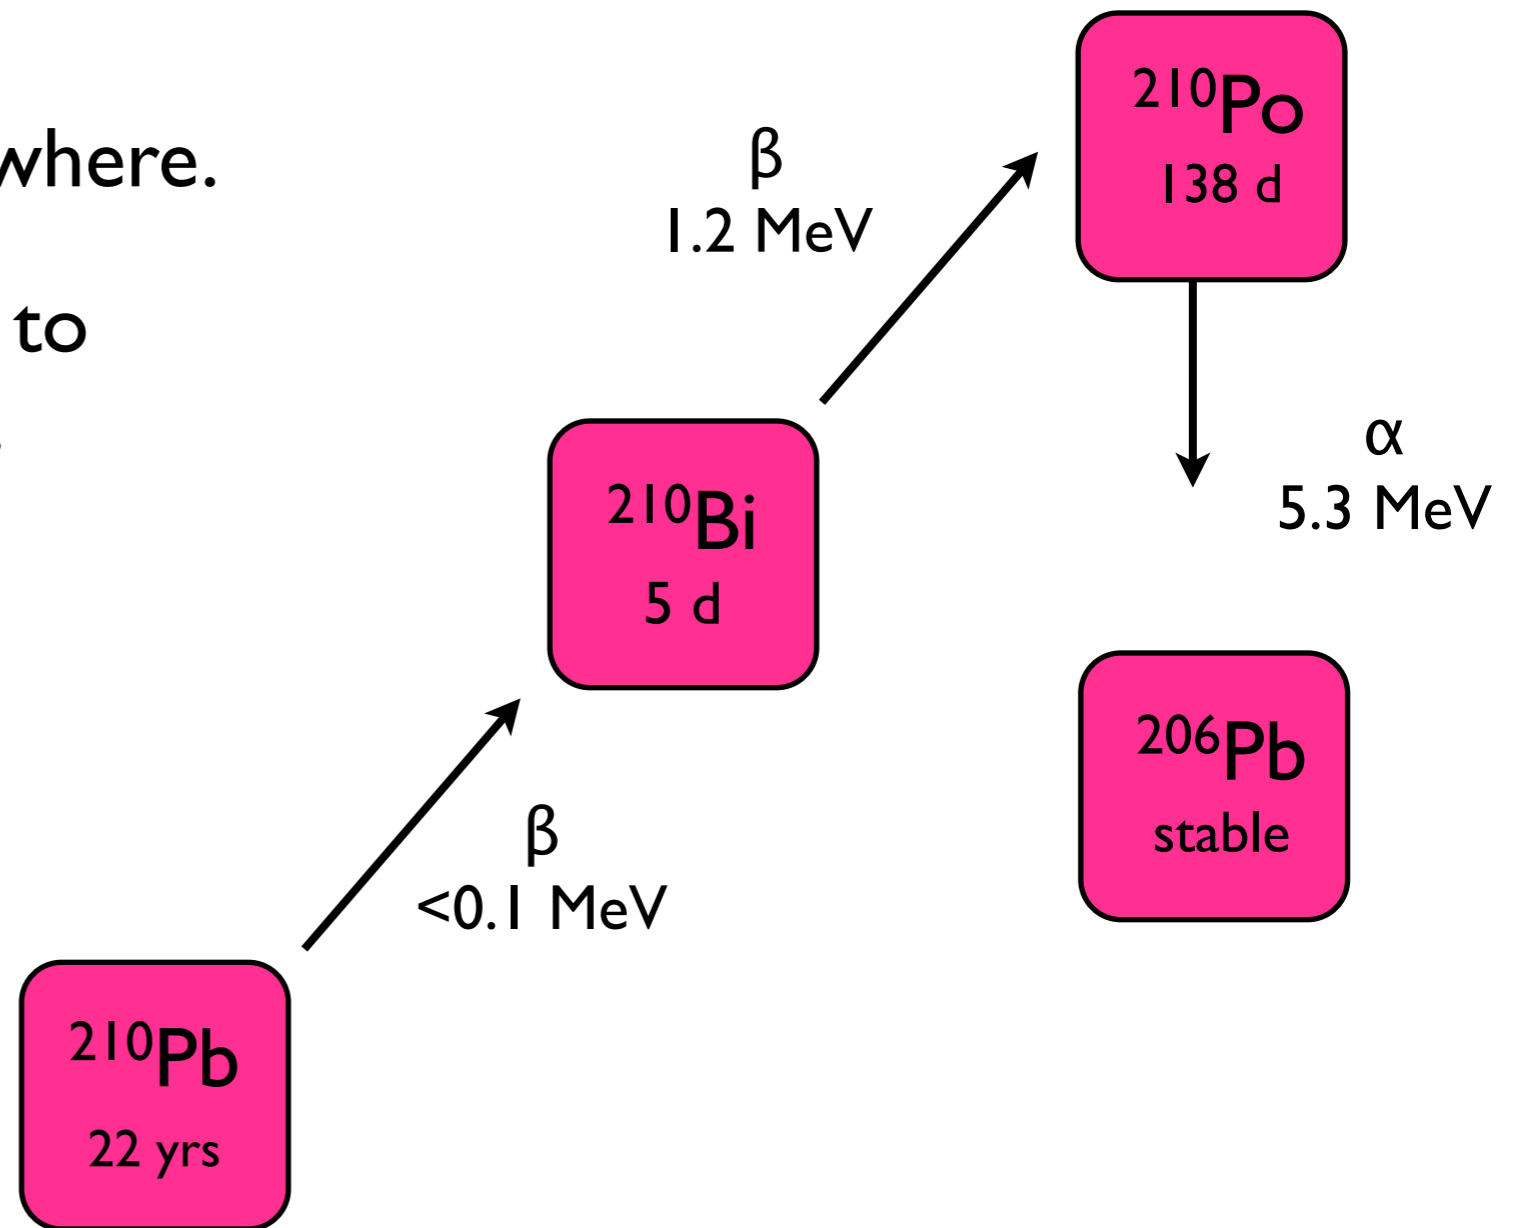 where.
to
β
1.2 MeV
²¹⁰Po
138 d
α
5.3 MeV
²¹⁰Bi
5 d
β
<0.1 MeV
²⁰⁶Pb
stable
²¹⁰Pb
22 yrs